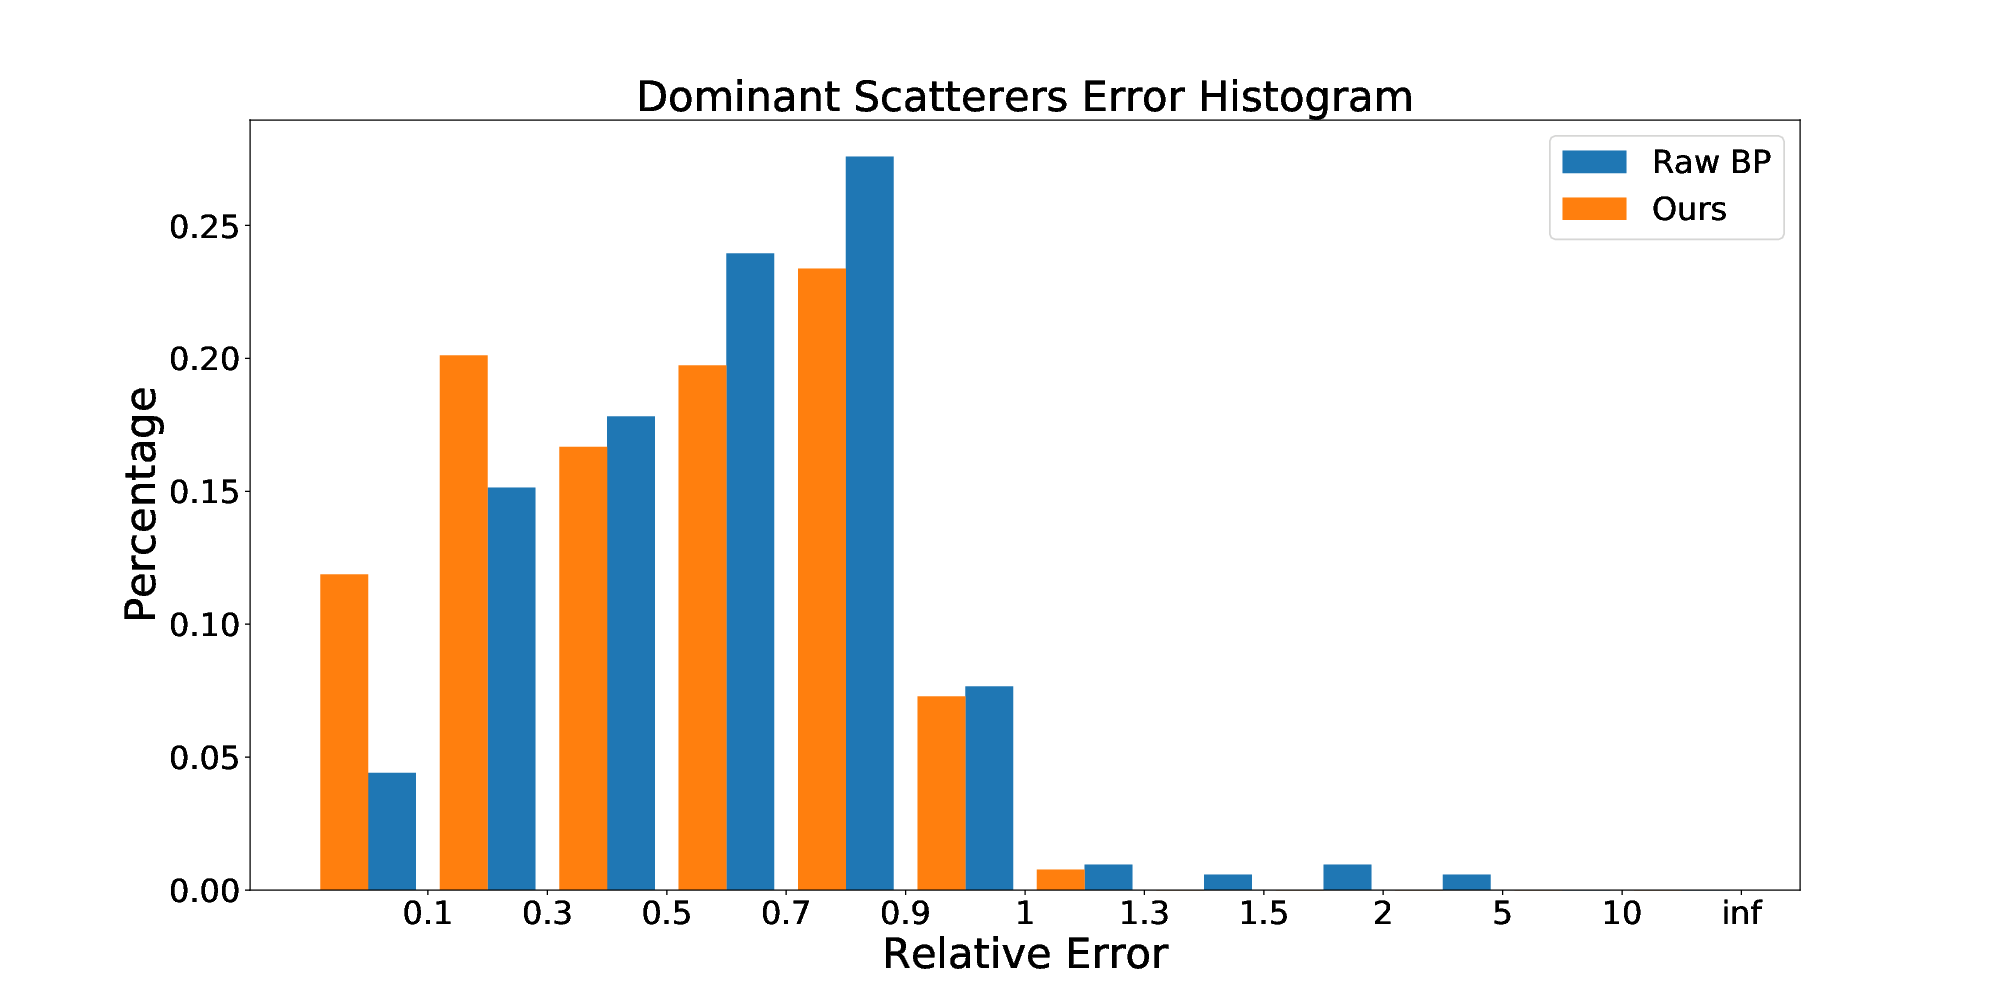 Dominant Scatterers Error Histogram
Raw BP
Ours
Percentage
0.25
0.20
0.15
0.10
0.05
0.00
0.1 0.3 0.5 0.7 0.9 1 1.3 1.5 2 5 10 inf
Relative Error